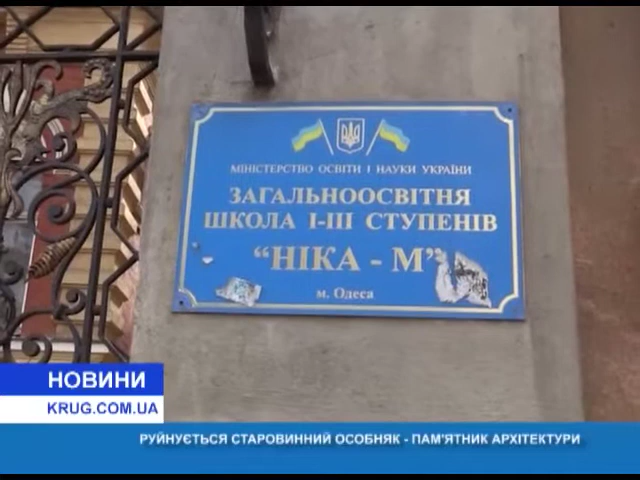 МІНІСТЕРСТВО ОСВІТИ І НАУКИ УКРАЇНИ
ЗАГАЛЬНООСВІТНЯ
ШКОЛА І-ІІІ СТУПЕНІВ
"НІКА - М"
м. Одеса
НОВИНИ
KRUG.COM.UA
РУЙНУЄТЬСЯ СТАРОВИННИЙ ОСОБНЯК - ПАМ'ЯТНИК АРХІТЕКТУРИ